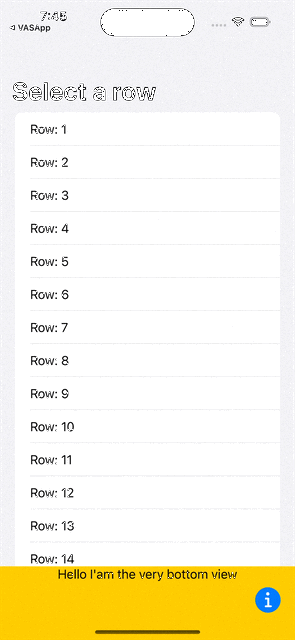 7:45
◁ VASApp
Select a row
Row: 1
Row: 2
Row: 3
Row: 4
Row: 5
Row: 6
Row: 7
Row: 8
Row: 9
Row: 10
Row: 11
Row: 12
Row: 13
Row: 14
Hello I'am the very bottom view